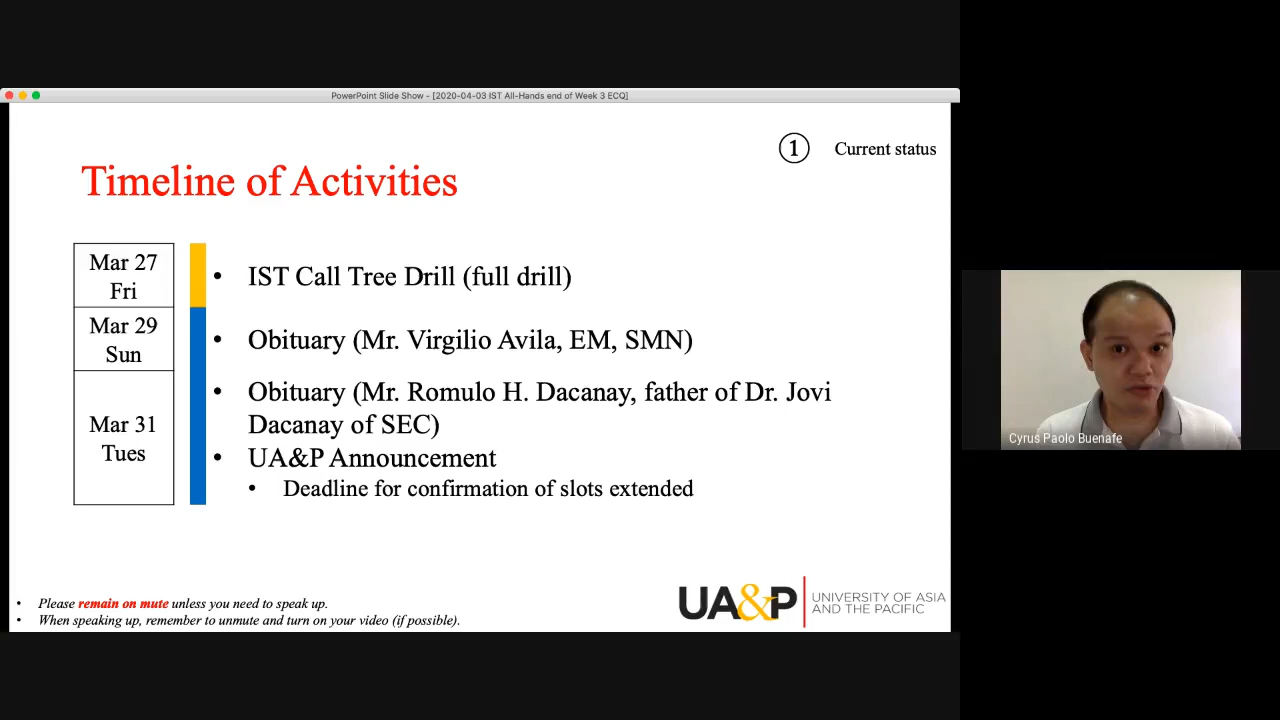 PowerPoint Slide Show - [2020-04-03 IST All-Hands end of Week 3 ECQ]
1 Current status
Timeline of Activities
Mar 27
Fri
• IST Call Tree Drill (full drill)
Mar 29
Sun
• Obituary (Mr. Virgilio Avila, EM, SMN)
Mar 31
Tues
• Obituary (Mr. Romulo H. Dacanay, father of Dr. Jovi
Dacanay of SEC)
• UA&P Announcement
• Deadline for confirmation of slots extended
Cyrus Paolo Buenafe
• Please remain on mute unless you need to speak up.
• When speaking up, remember to unmute and turn on your video (if possible).
UA&P
UNIVERSITY OF ASIA
AND THE PACIFIC